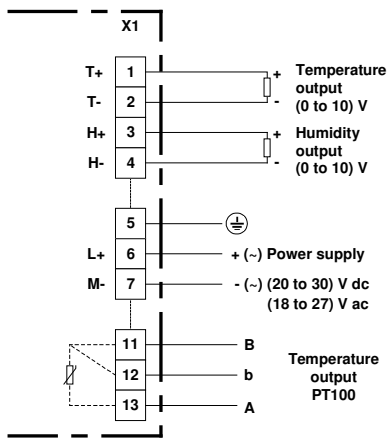 X1
T+ 1 + Temperature
output
T- 2 - (0 to 10) V
H+ 3 + Humidity
output
H- 4 - (0 to 10) V
5
L+ 6 + (~) Power supply
M- 7 - (~) (20 to 30) V dc
(18 to 27) V ac
11 B
12 b
13 A
Temperature
output
PT100